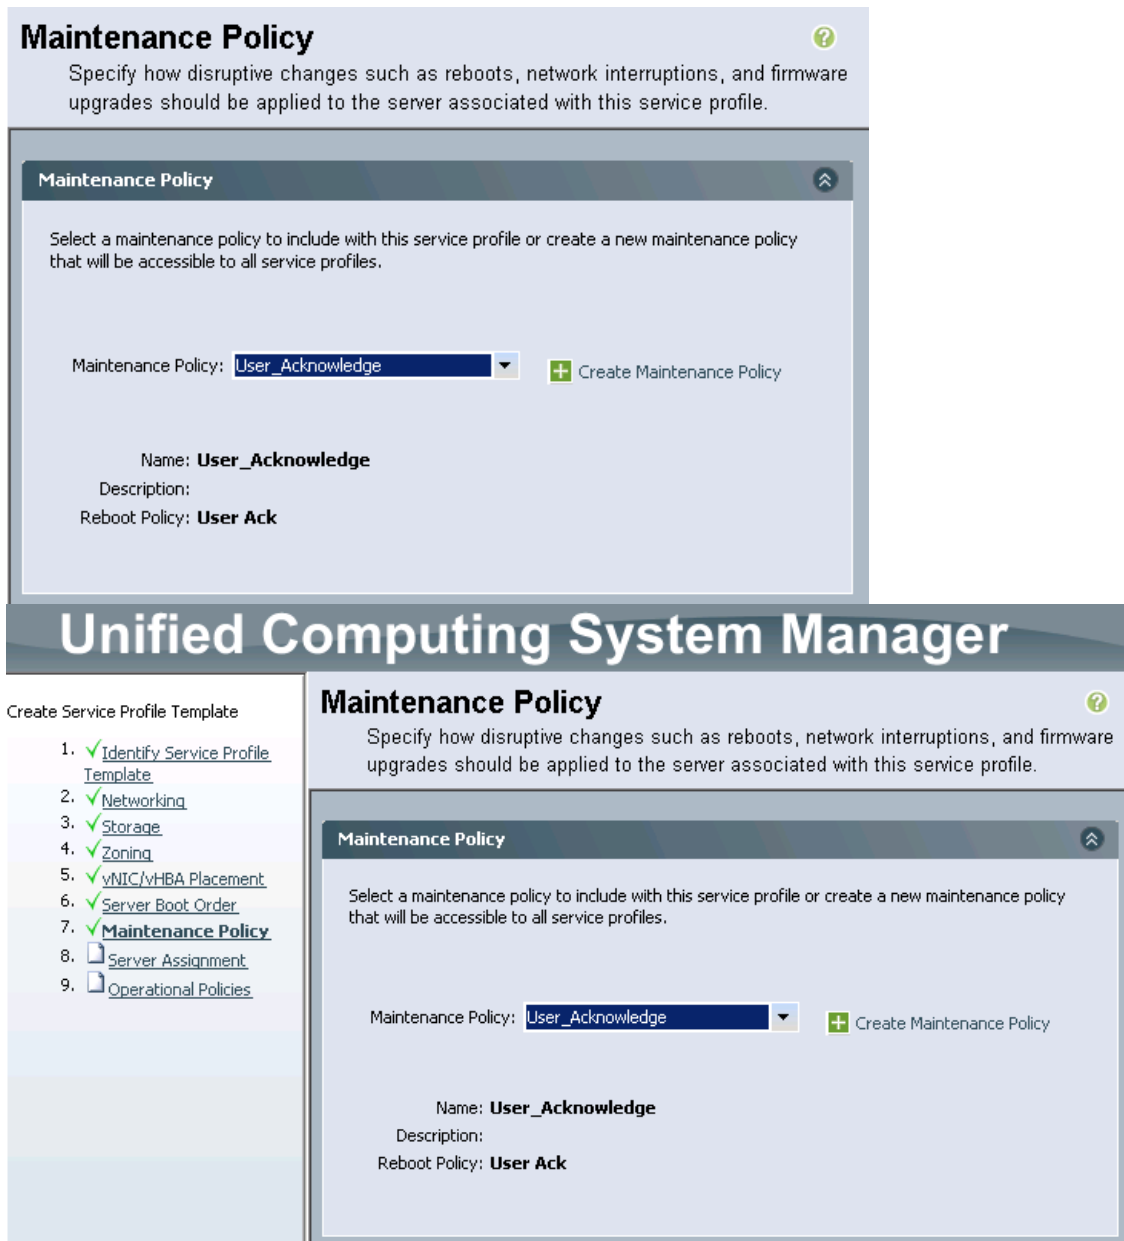 Maintenance Policy
Specify how disruptive changes such as reboots, network interruptions, and firmware
upgrades should be applied to the server associated with this service profile.
Maintenance Policy
Select a maintenance policy to include with this service profile or create a new maintenance policy
that will be accessible to all service profiles.
Maintenance Policy: User_Acknowledge
Create Maintenance Policy
Name: User_Acknowledge
Description:
Reboot Policy: User Ack
Unified Computing System Manager
Create Service Profile Template
1. Identify Service Profile
Template
2. Networking
3. Storage
4. Zoning
5. vNIC/vHBA Placement
6. Server Boot Order
7. Maintenance Policy
8. Server Assignment
9. Operational Policies
Maintenance Policy
Specify how disruptive changes such as reboots, network interruptions, and firmware
upgrades should be applied to the server associated with this service profile.
Maintenance Policy
Select a maintenance policy to include with this service profile or create a new maintenance policy
that will be accessible to all service profiles.
Maintenance Policy: User_Acknowledge
Create Maintenance Policy
Name: User_Acknowledge
Description:
Reboot Policy: User Ack